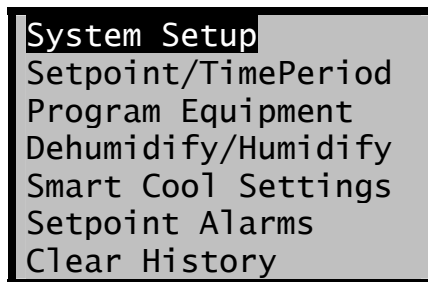 System Setup
Setpoint/TimePeriod
Program Equipment
Dehumidify/Humidify
Smart Cool Settings
Setpoint Alarms
Clear History